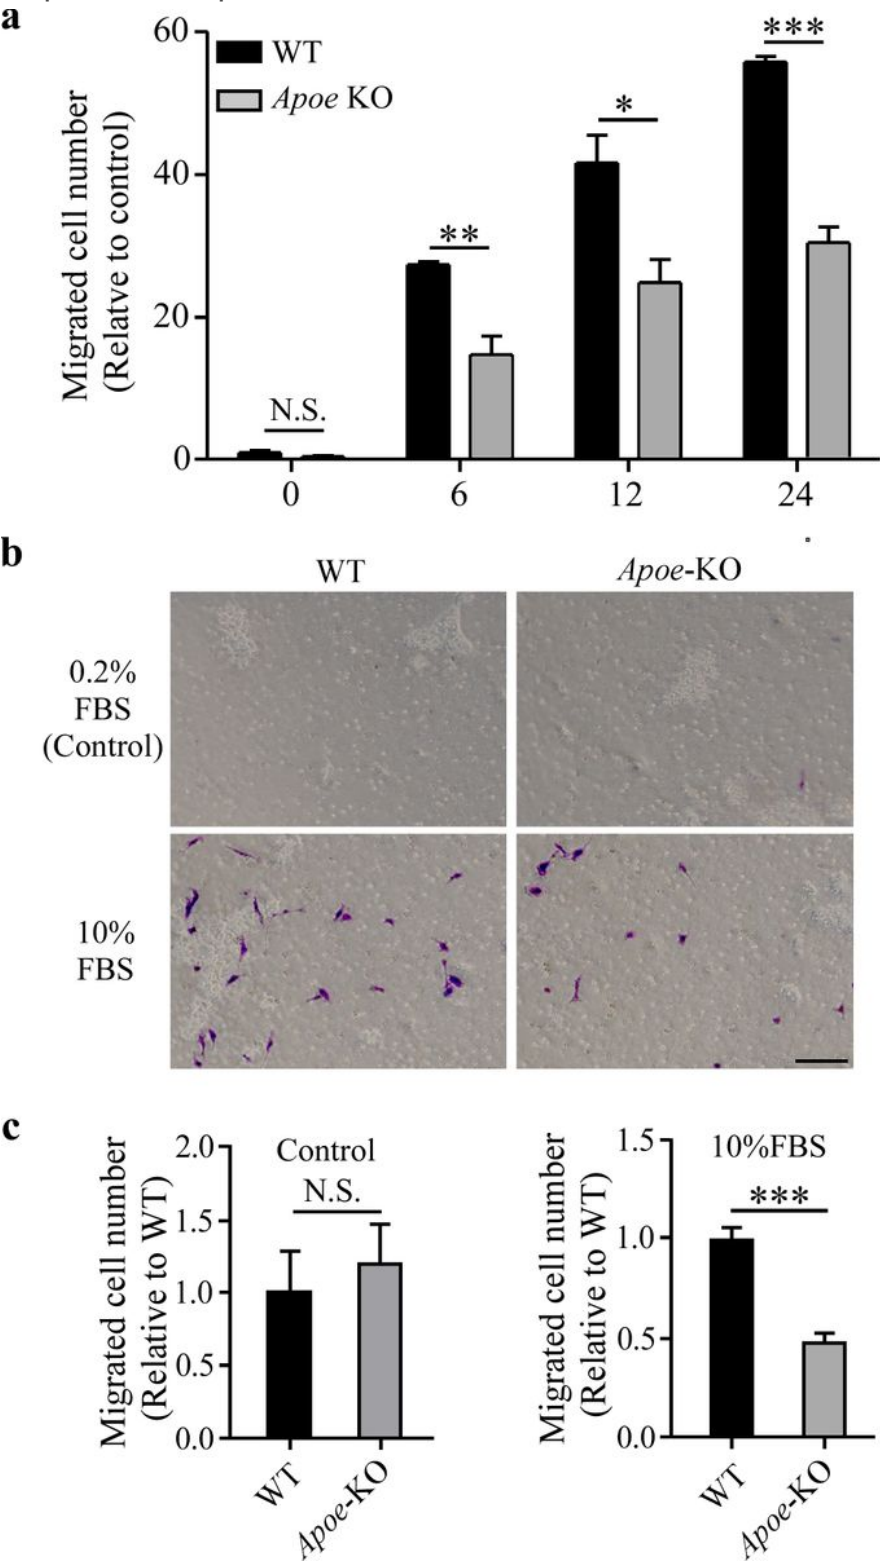 a
60
40
20
0
Migrated cell number
(Relatve to control)
WT
Apoe KO
N.S.
**
*
***
0
6
12
24
b
WT
Apoe-KO
0.2%
FBS
(Control)
10%
FBS
c
Migrated cell number
(Relative to WT)
2.0
1.5
1.0
0.5
0.0
Control
N.S.
WT
Apoe-KO
Migrated cell number
(Relative to WT)
1.5
1.0
0.5
0.0
10%FBS
***
WT
Apoe-KO